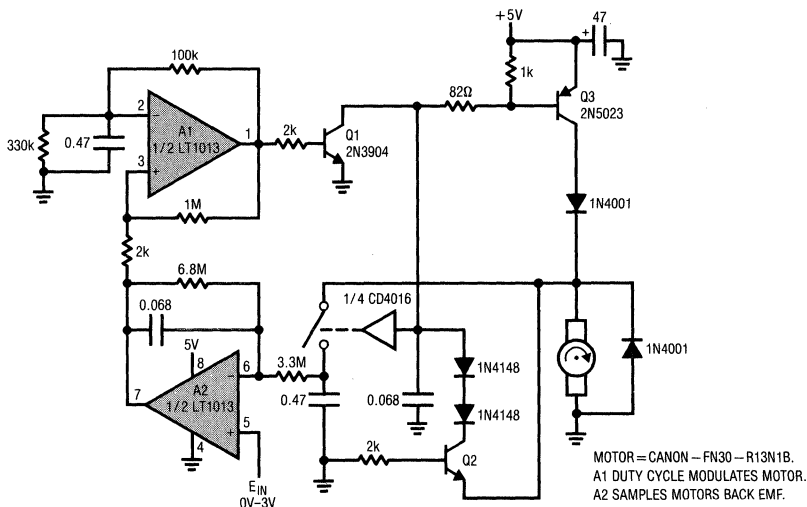 +5V
47
+
100k
1k
82Ω
Q3
2N5023
2
−
A1
1/2 LT1013
1
3
+
2k
Q1
2N3904
330k
0.47
1M
1N4001
2k
6.8M
1/4 CD4016
0.068
5V
8
7
A2
1/2 LT1013
6
−
3.3M
1N4148
1N4001
5
+
4
0.47
0.068
1N4148
2k
Q2
EIN
0V–3V
MOTOR = CANON – FN30 – R13N1B.
A1 DUTY CYCLE MODULATES MOTOR.
A2 SAMPLES MOTORS BACK EMF.